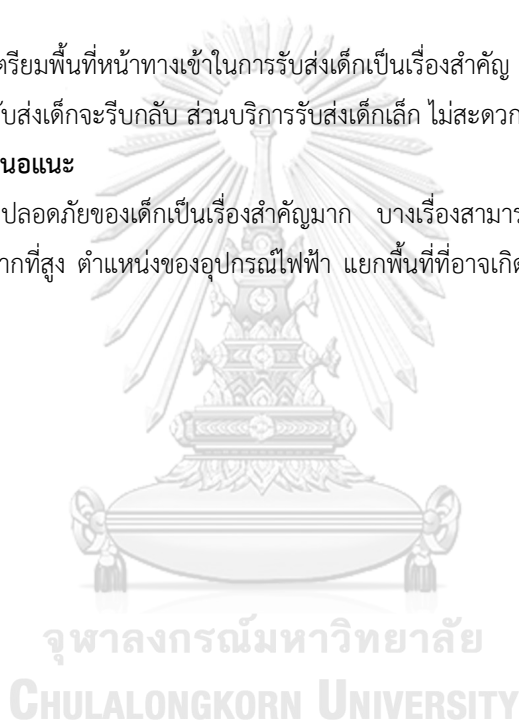 ตรียมพื้นที่หน้าทางเข้าในการรับส่งเด็กเป็นเรื่องสำคัญ
รับส่งเด็กจะรีบกลับ ส่วนบริการรับส่งเด็กเล็ก ไม่สะดวก
นอแนะ
ปลอดภัยของเด็กเป็นเรื่องสำคัญมาก บางเรื่องสามาร
ากที่สูง ตำแหน่งของอุปกรณ์ไฟฟ้า แยกพื้นที่ที่อาจเกิด
จุฬาลงกรณ์มหาวิทยาลัย
CHULALONGKORN UNIVERSITY